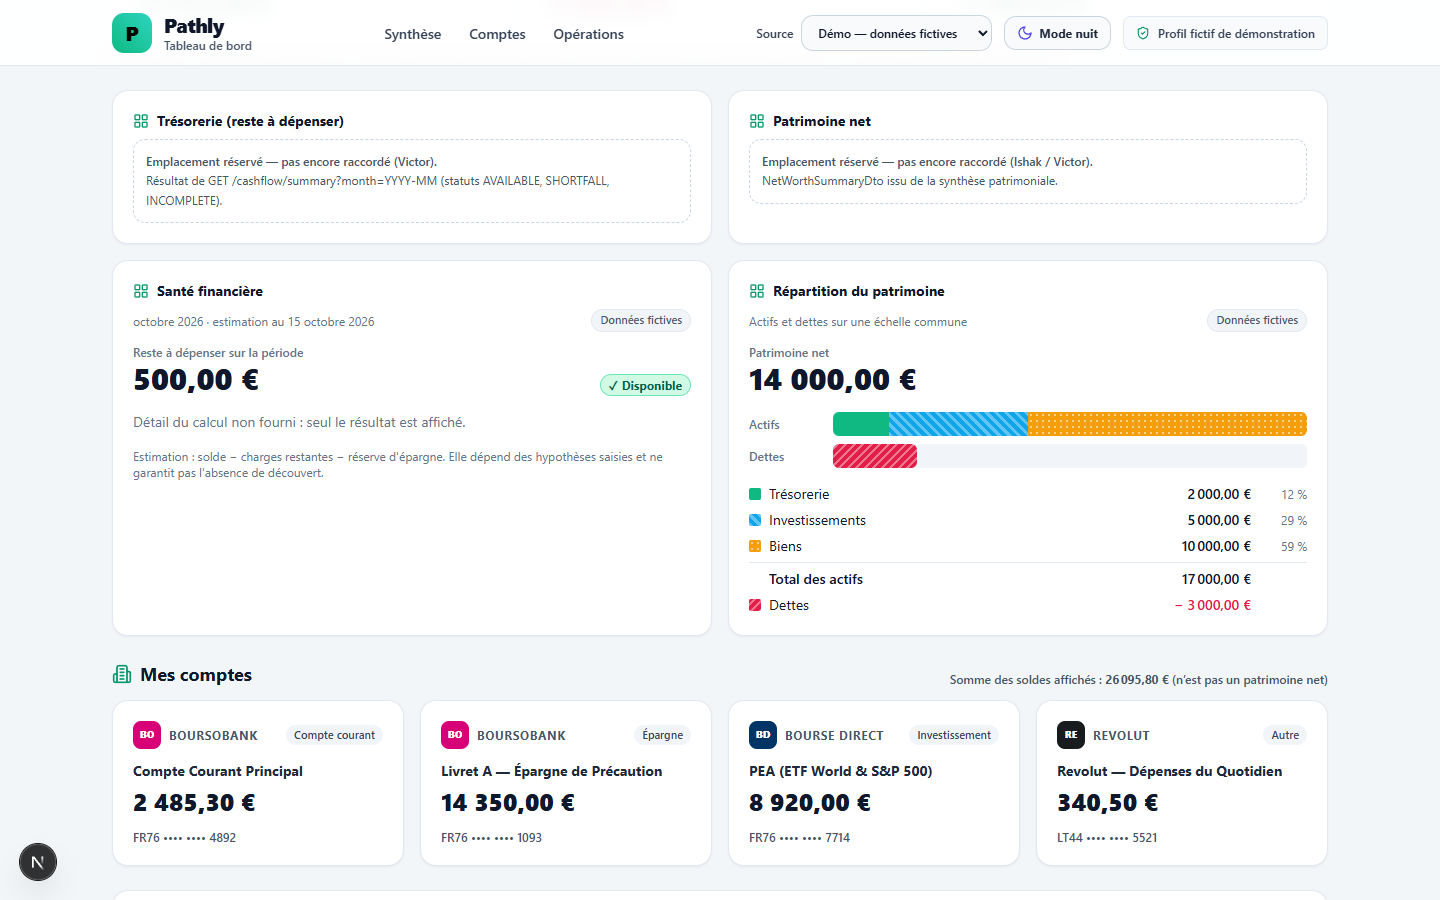 P
Pathly
Tableau de bord
Synthèse
Comptes
Opérations
Source
Démo — données fictives
Mode nuit
Profil fictif de démonstration
Trésorerie (reste à dépenser)
Emplacement réservé — pas encore raccordé (Victor).
Résultat de GET /cashflow/summary?month=YYYY-MM (statuts AVAILABLE, SHORTFALL,
INCOMPLETE).
Patrimoine net
Emplacement réservé — pas encore raccordé (Ishak / Victor).
NetWorthSummaryDto issu de la synthèse patrimoniale.
Santé financière
octobre 2026 · estimation au 15 octobre 2026
Données fictives
Reste à dépenser sur la période
500,00 €
✓ Disponible
Détail du calcul non fourni : seul le résultat est affiché.
Estimation : solde − charges restantes − réserve d'épargne. Elle dépend des hypothèses saisies et ne
garantit pas l'absence de découvert.
Répartition du patrimoine
Actifs et dettes sur une échelle commune
Données fictives
Patrimoine net
14 000,00 €
Actifs
Dettes
Trésorerie 2 000,00 € 12 %
Investissements 5 000,00 € 29 %
Biens 10 000,00 € 59 %
Total des actifs 17 000,00 €
Dettes − 3 000,00 €
Mes comptes
Somme des soldes affichés : 26 095,80 € (n'est pas un patrimoine net)
BO BOURSOBANK Compte courant
Compte Courant Principal
2 485,30 €
FR76 •••• •••• 4892
BO BOURSOBANK Épargne
Livret A — Épargne de Précaution
14 350,00 €
FR76 •••• •••• 1093
BD BOURSE DIRECT Investissement
PEA (ETF World & S&P 500)
8 920,00 €
FR76 •••• •••• 7714
RE REVOLUT Autre
Revolut — Dépenses du Quotidien
340,50 €
LT44 •••• •••• 5521
N